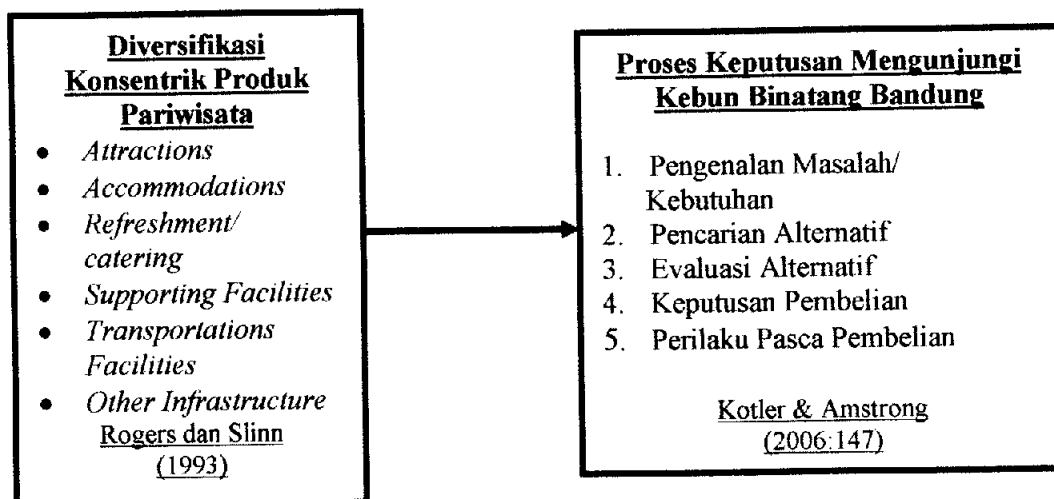 Diversifikasi
Konsentrik Produk
Pariwisata
• Attractions
• Accommodations
• Refreshment/
catering
• Supporting Facilities
• Transportations
Facilities
• Other Infrastructure
Rogers dan Slinn
(1993)
Proses Keputusan Mengunjungi
Kebun Binatang Bandung
1. Pengenalan Masalah/
Kebutuhan
2. Pencarian Alternatif
3. Evaluasi Alternatif
4. Keputusan Pembelian
5. Perilaku Pasca Pembelian
Kotler & Amstrong
(2006:147)